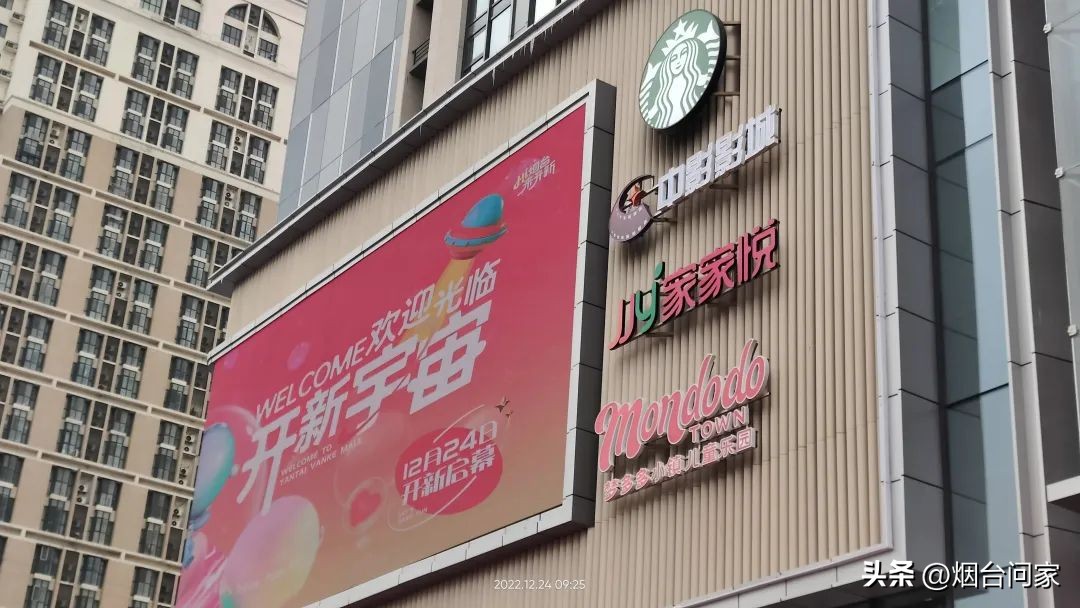 WELCOME欢迎光临
开新宇宙
WELCOME TO
YANTAI VANKE MALL
12月24日
开新启幕
中影影城
JJy家家悦
Mondodo
TOWN
梦多多小镇儿童乐园
2022.12.24 09:25
头条 @烟台问家